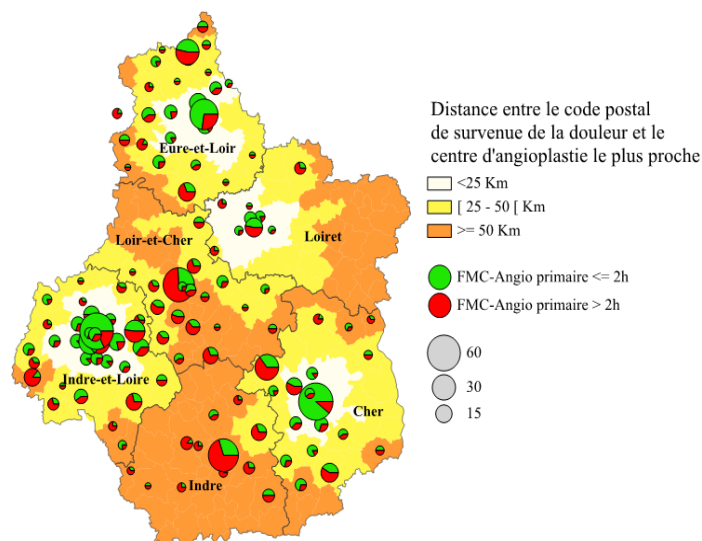 Eure-et-Loir
Loir-et-Cher
Loiret
Indre-et-Loire
Cher
Indre
Distance entre le code postal
de survenue de la douleur et le
centre d'angioplastie le plus proche
<25 Km
[ 25 - 50 [ Km
>= 50 Km
FMC-Angio primaire <= 2h
FMC-Angio primaire > 2h
60
30
15